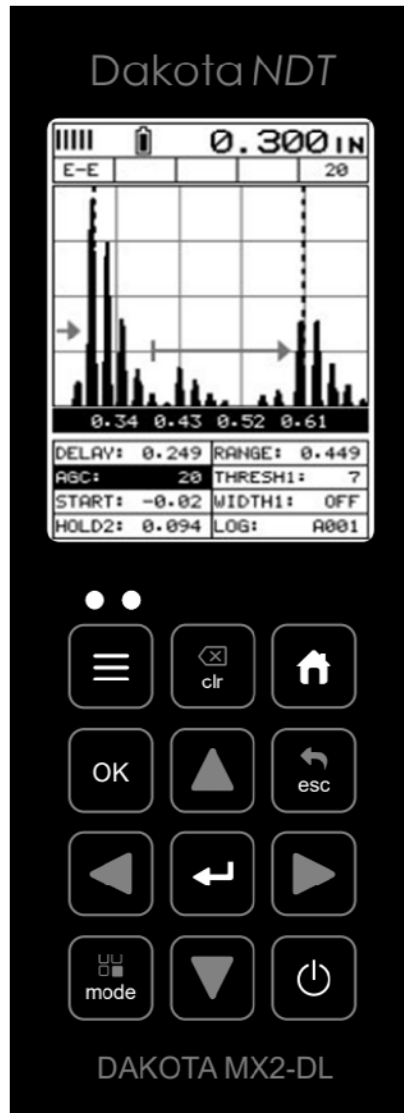 Dakota NDT
0.300 IN
E-E 20
0.34 0.43 0.52 0.61
DELAY: 0.249 RANGE: 0.449
AGC: 20 THRESH1: 7
START: -0.02 WIDTH1: OFF
HOLD2: 0.094 LOG: A001
clr
OK esc
mode
DAKOTA MX2-DL